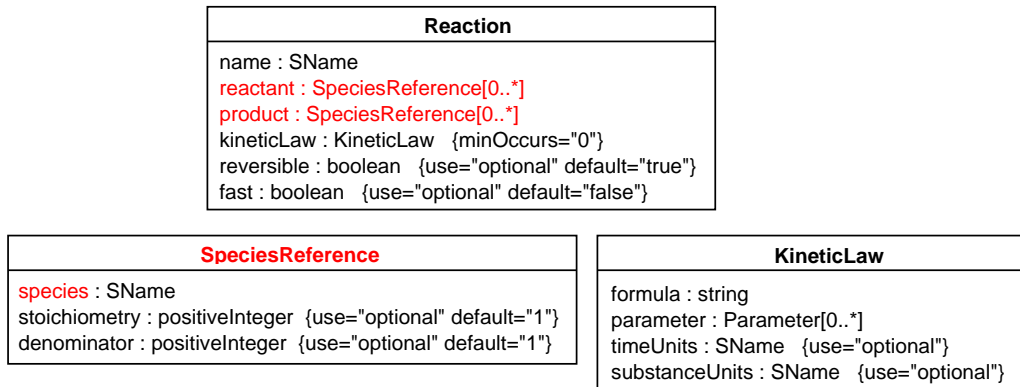 Reaction
name : SName
reactant : SpeciesReference[0..*]
product : SpeciesReference[0..*]
kineticLaw : KineticLaw {minOccurs="0"}
reversible : boolean {use="optional" default="true"}
fast : boolean {use="optional" default="false"}
SpeciesReference
species : SName
stoichiometry : positiveInteger {use="optional" default="1"}
denominator : positiveInteger {use="optional" default="1"}
KineticLaw
formula : string
parameter : Parameter[0..*]
timeUnits : SName {use="optional"}
substanceUnits : SName {use="optional"}